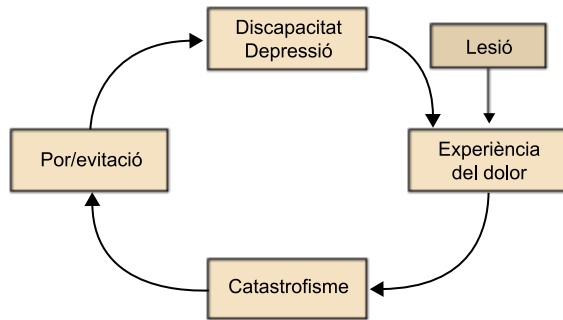 Discapacitat
Depressió
Lesió
Por/evitació
Experiència
del dolor
Catastrofisme